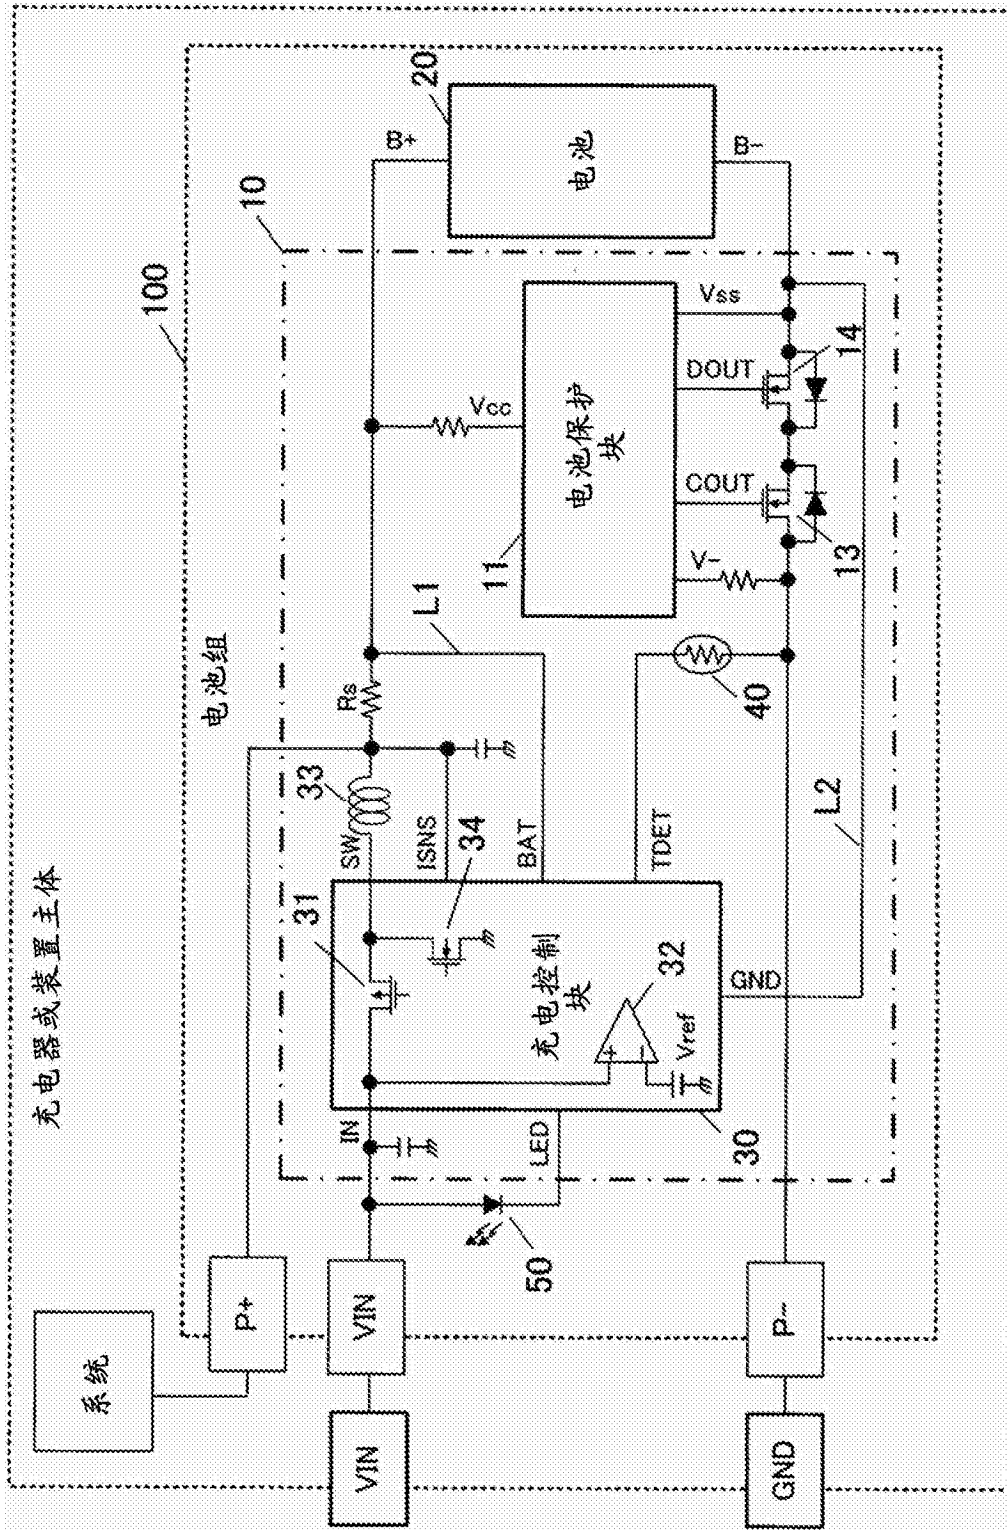 充电器或装置主体
电池组
100
10
系统
P+
VIN
VIN
IN
31
SW
33
Rs
L1
B+
20
电池
B-
ISNS
34
BAT
Vcc
电池保护
块
11
充电控制
块
32
+
-
Vref
TDET
40
V-
COUT
DOUT
Vss
13
14
LED
50
30
GND
L2
P-
GND